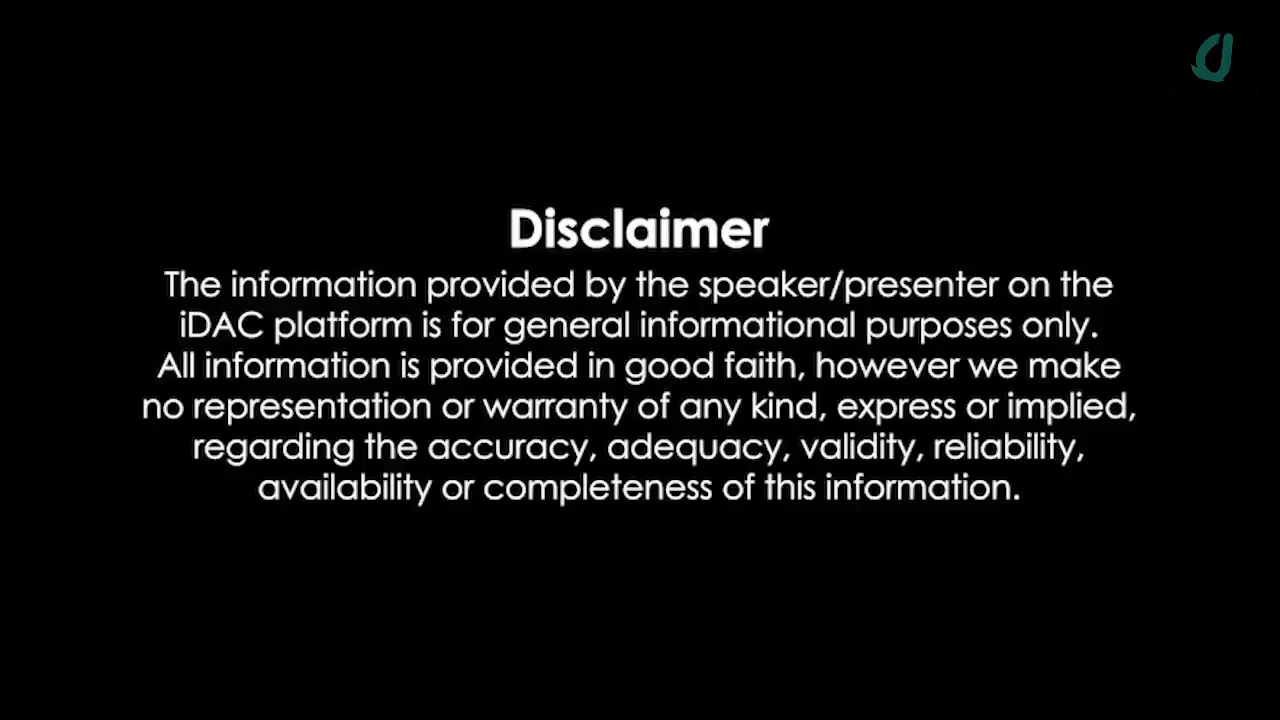 Disclaimer
The information provided by the speaker/presenter on the
iDAC platform is for general informational purposes only.
All information is provided in good faith, however we make
no representation or warranty of any kind, express or implied,
regarding the accuracy, adequacy, validity, reliability,
availability or completeness of this information.